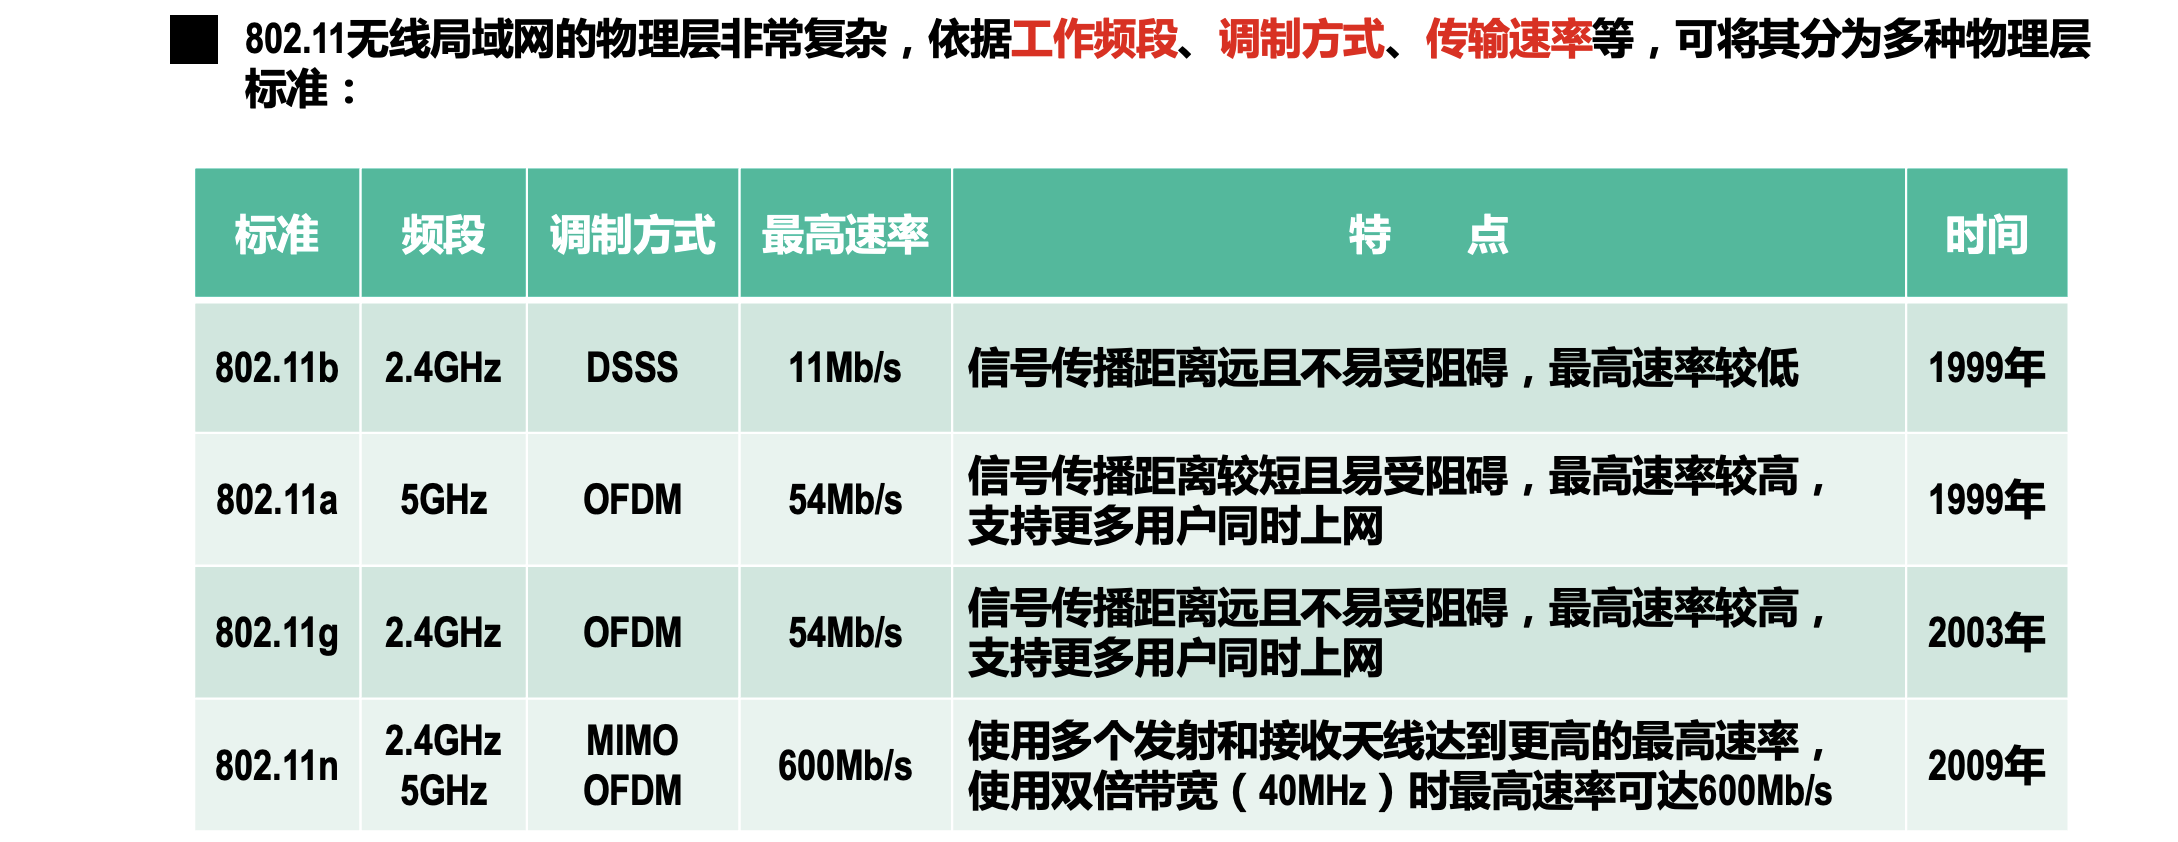 802.11无线局域网的物理层非常复杂，依据工作频段、调制方式、传输速率等，可将其分为多种物理层
标准：
标准 频段 调制方式 最高速率 特 点 时间
802.11b 2.4GHz DSSS 11Mb/s 信号传播距离远且不易受阻碍，最高速率较低 1999年
802.11a 5GHz OFDM 54Mb/s 信号传播距离较短且易受阻碍，最高速率较高，
支持更多用户同时上网 1999年
802.11g 2.4GHz OFDM 54Mb/s 信号传播距离远且不易受阻碍，最高速率较高，
支持更多用户同时上网 2003年
802.11n 2.4GHz
5GHz MIMO
OFDM 600Mb/s 使用多个发射和接收天线达到更高的最高速率，
使用双倍带宽（40MHz）时最高速率可达600Mb/s 2009年